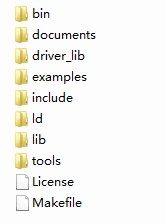 bin
documents
driver_lib
examples
include
ld
lib
tools
License
Makefile